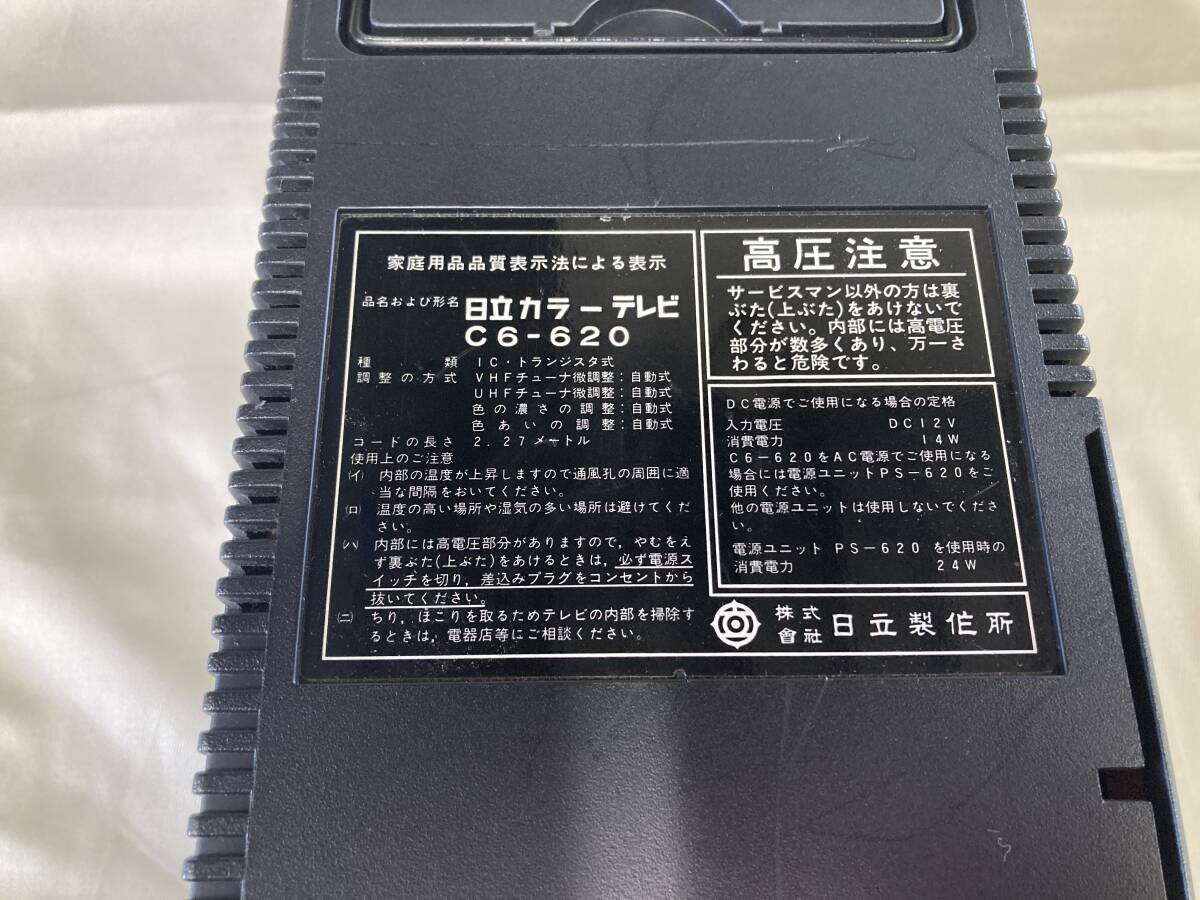 家庭用品品質表示法による表示
品名および形名 日立カラーテレビ
C6-620
種類 IC・トランジスタ式
調整の方式 VHFチューナ微調整:自動式
UHFチューナ微調整:自動式
色の濃さの調整:自動式
色あいの調整:自動式
コードの長さ 2.27メートル
使用上のご注意
(イ) 内部の温度が上昇しますので通風孔の周囲に適
当な間隔をおいてください。
(ロ) 温度の高い場所や湿気の多い場所は避けてくだ
さい。
(ハ) 内部には高電圧部分がありますので,やむをえ
ず裏ぶた(上ぶた)をあけるときは,必ず電源ス
イッチを切り,差込みプラグをコンセントから
抜いてください。
(ニ) ちり,ほこりを取るためテレビの内部を掃除す
るときは,電器店等にご相談ください。
高圧注意
サービスマン以外の方は裏
ぶた(上ぶた)をあけないで
ください。内部には高電圧
部分が数多くあり、万一さ
わると危険です。
DC電源でご使用になる場合の定格
入力電圧 DC12V
消費電力 14W
C6-620をAC電源でご使用になる
場合には電源ユニットPS-620をご
使用ください。
他の電源ユニットは使用しないでくださ
い。
電源ユニット PS-620 を使用時の
消費電力 24W
株式會社 日立製作所